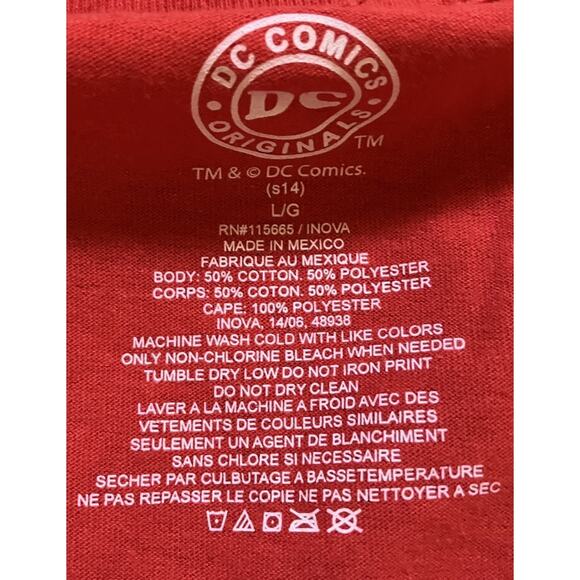 DC COMICS
DC
ORIGINALS
TM
TM & © DC Comics.
(s14)
L/G
RN#115665 / INOVA
MADE IN MEXICO
FABRIQUE AU MEXIQUE
BODY: 50% COTTON. 50% POLYESTER
CORPS: 50% COTON. 50% POLYESTER
CAPE: 100% POLYESTER
INOVA, 14/06, 48938
MACHINE WASH COLD WITH LIKE COLORS
ONLY NON-CHLORINE BLEACH WHEN NEEDED
TUMBLE DRY LOW DO NOT IRON PRINT
DO NOT DRY CLEAN
LAVER A LA MACHINE A FROID AVEC DES
VETEMENTS DE COULEURS SIMILAIRES
SEULEMENT UN AGENT DE BLANCHIMENT
SANS CHLORE SI NECESSAIRE
SECHER PAR CULBUTAGE A BASSETEMPERATURE
NE PAS REPASSER LE COPIE NE PAS NETTOYER A SEC